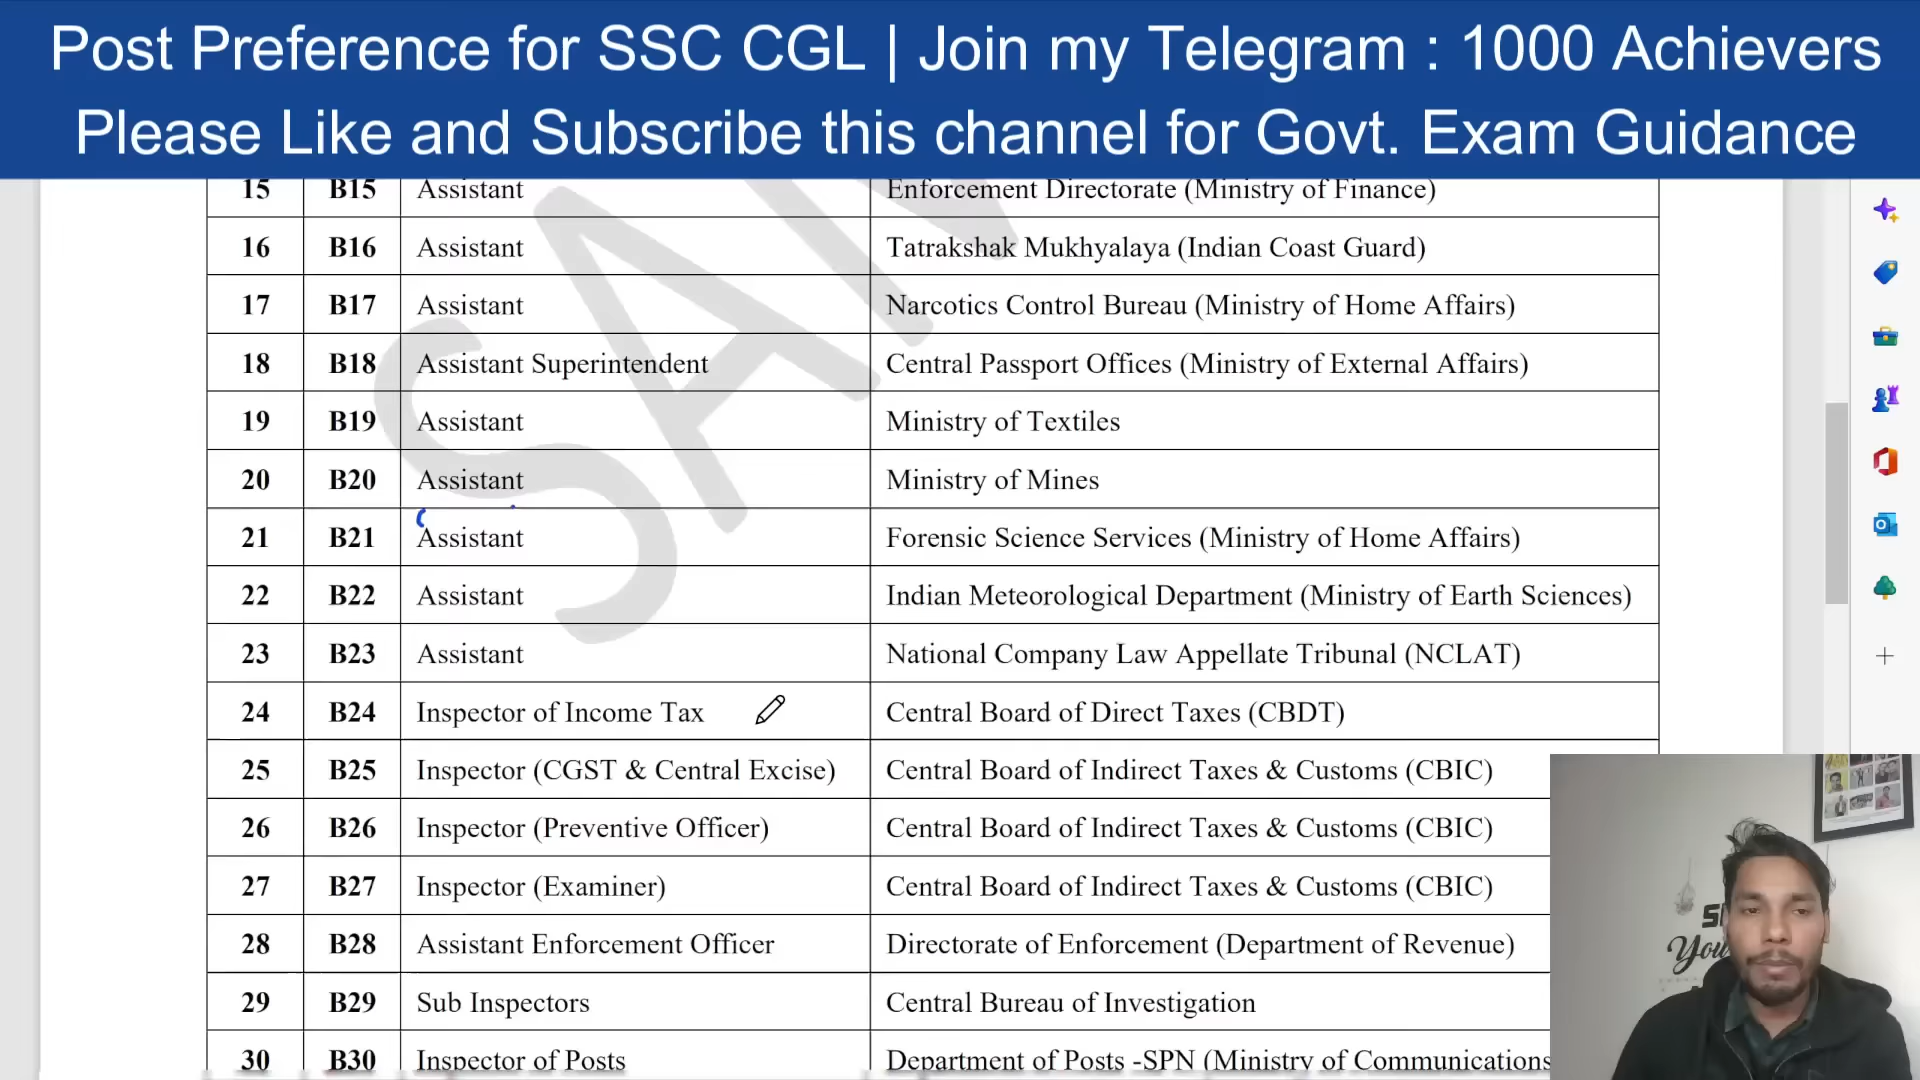 Post Preference for SSC CGL | Join my Telegram : 1000 Achievers
Please Like and Subscribe this channel for Govt. Exam Guidance
15 B15 Assistant Enforcement Directorate (Ministry of Finance)
16 B16 Assistant Tatrakshak Mukhyalaya (Indian Coast Guard)
17 B17 Assistant Narcotics Control Bureau (Ministry of Home Affairs)
18 B18 Assistant Superintendent Central Passport Offices (Ministry of External Affairs)
19 B19 Assistant Ministry of Textiles
20 B20 Assistant Ministry of Mines
21 B21 Assistant Forensic Science Services (Ministry of Home Affairs)
22 B22 Assistant Indian Meteorological Department (Ministry of Earth Sciences)
23 B23 Assistant National Company Law Appellate Tribunal (NCLAT)
24 B24 Inspector of Income Tax Central Board of Direct Taxes (CBDT)
25 B25 Inspector (CGST & Central Excise) Central Board of Indirect Taxes & Customs (CBIC)
26 B26 Inspector (Preventive Officer) Central Board of Indirect Taxes & Customs (CBIC)
27 B27 Inspector (Examiner) Central Board of Indirect Taxes & Customs (CBIC)
28 B28 Assistant Enforcement Officer Directorate of Enforcement (Department of Revenue)
29 B29 Sub Inspectors Central Bureau of Investigation
30 B30 Inspector of Posts Department of Posts -SPN (Ministry of Communications